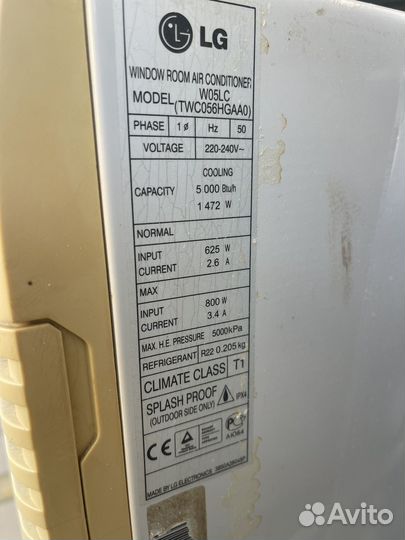 LG
WINDOW ROOM AIR CONDITIONER
MODEL W05LC
(TWC056HGAA0)
PHASE 1ø Hz 50
VOLTAGE 220-240V~
COOLING
CAPACITY 5 000 Btu/h
1 472 W
NORMAL
INPUT 625 W
CURRENT 2.6 A
MAX
INPUT 800 W
CURRENT 3.4 A
MAX. H.E. PRESSURE 5000kPa
REFRIGERANT R22 0.205 kg
CLIMATE CLASS T1
SPLASH PROOF IPX4
(OUTDOOR SIDE ONLY)
CE
MADE BY LG ELECTRONICS
Avito